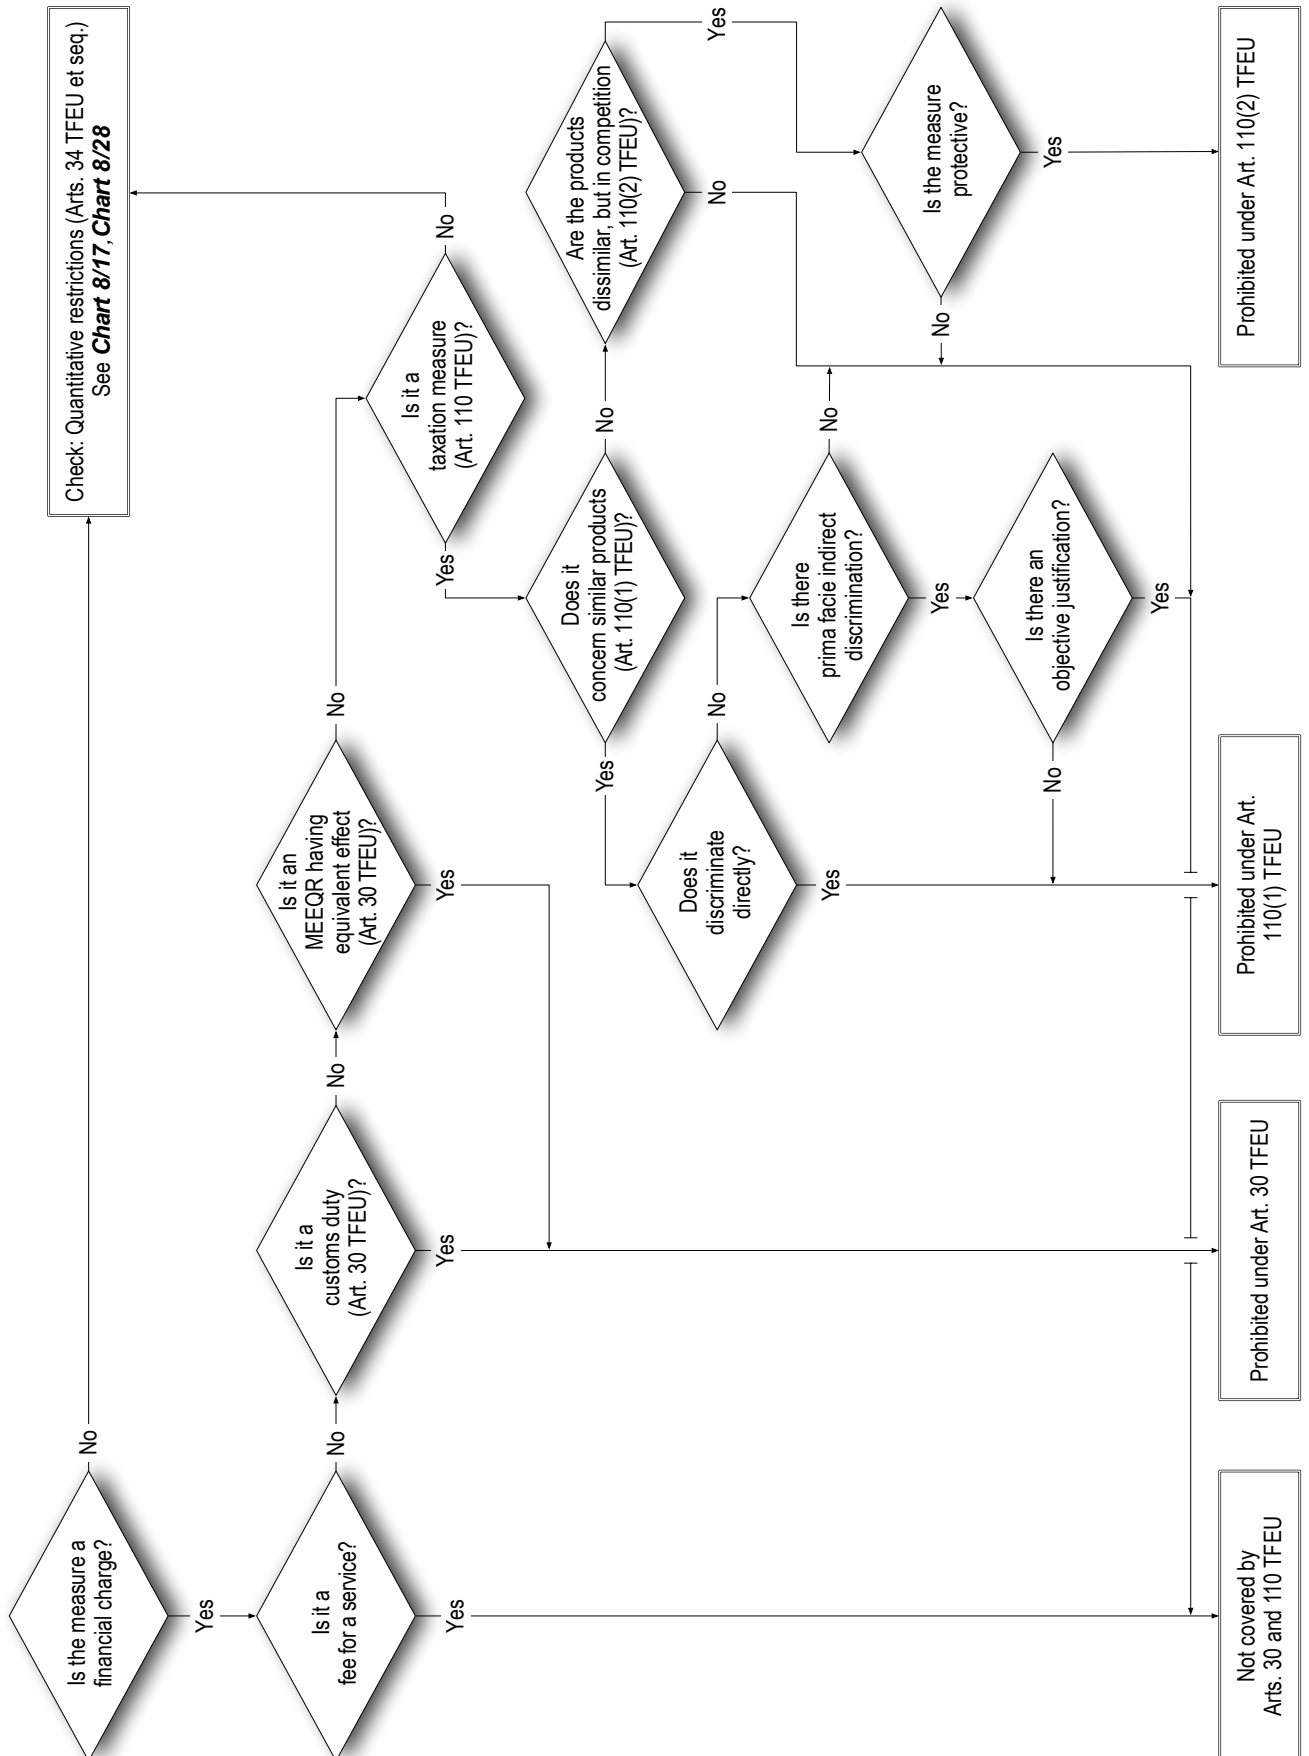 Is the measure a
financial charge?
No
Yes
Check: Quantitative restrictions (Arts. 34 TFEU et seq.)
See Chart 8/17, Chart 8/28
Is it a
fee for a service?
No
Yes
Is it a
customs duty
(Art. 30 TFEU)?
No
Yes
Is it an
MEEQR having
equivalent effect
(Art. 30 TFEU)?
No
Yes
Is it a
taxation measure
(Art. 110 TFEU)?
No
Yes
Does it
concern similar products
(Art. 110(1) TFEU)?
No
Yes
Are the products
dissimilar, but in competition
(Art. 110(2) TFEU)?
Yes
No
Does it
discriminate
directly?
No
Yes
Is there
prima facie indirect
discrimination?
No
Yes
Is the measure
protective?
No
Yes
Is there an
objective justification?
No
Yes
Not covered by
Arts. 30 and 110 TFEU
Prohibited under Art. 30 TFEU
Prohibited under Art.
110(1) TFEU
Prohibited under Art. 110(2) TFEU